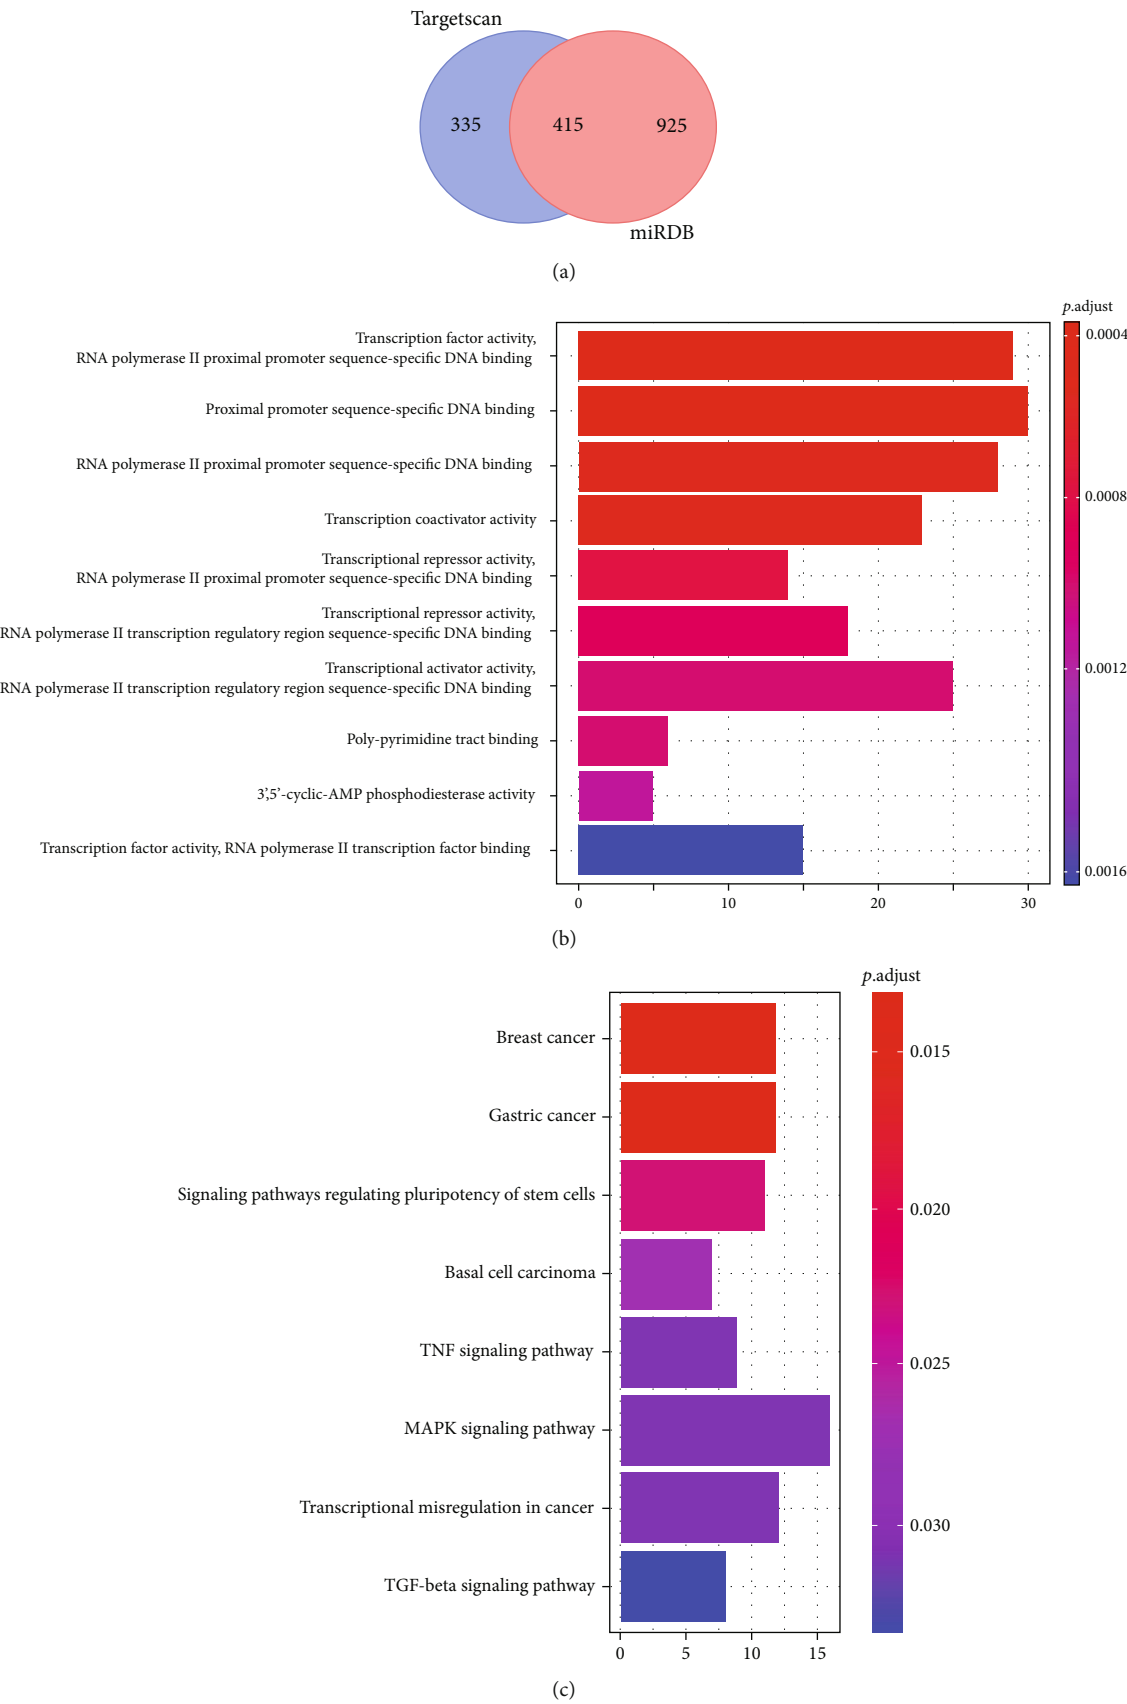 Targetscan
335
415
925
miRDB
(a)
p.adjust
Transcription factor activity,
RNA polymerase II proximal promoter sequence-specific DNA binding
Proximal promoter sequence-specific DNA binding
RNA polymerase II proximal promoter sequence-specific DNA binding
Transcription coactivator activity
Transcriptional repressor activity,
RNA polymerase II proximal promoter sequence-specific DNA binding
Transcriptional repressor activity,
RNA polymerase II transcription regulatory region sequence-specific DNA binding
Transcriptional activator activity,
RNA polymerase II transcription regulatory region sequence-specific DNA binding
Poly-pyrimidine tract binding
3',5'-cyclic-AMP phosphodiesterase activity
Transcription factor activity, RNA polymerase II transcription factor binding
0.0004
0.0008
0.0012
0.0016
0
10
20
30
(b)
p.adjust
Breast cancer
Gastric cancer
Signaling pathways regulating pluripotency of stem cells
Basal cell carcinoma
TNF signaling pathway
MAPK signaling pathway
Transcriptional misregulation in cancer
TGF-beta signaling pathway
0.015
0.020
0.025
0.030
0
5
10
15
(c)